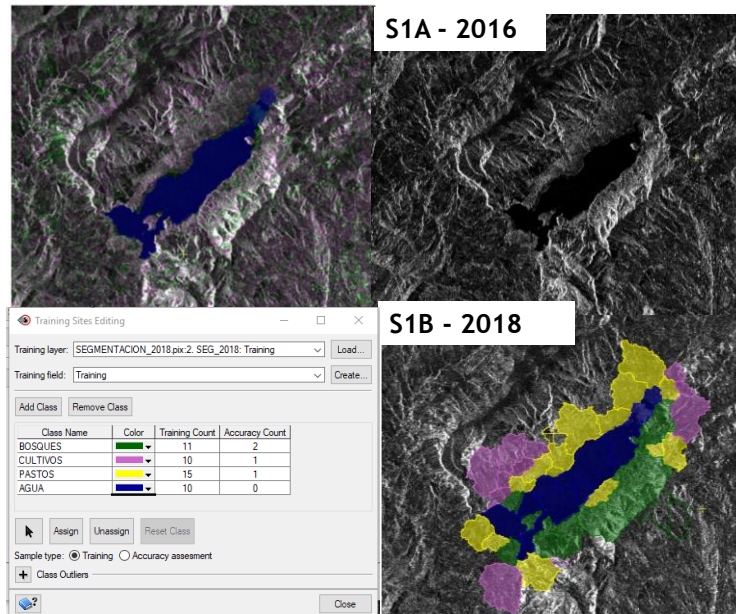 S1A - 2016
Training Sites Editing
Training layer: SEGMENTACION_2018.pix:2. SEG_2018: Training Load...
Training field: Training Create...
Add Class Remove Class
Class Name Color Training Count Accuracy Count
BOSQUES 11 2
CULTIVOS 10 1
PASTOS 15 1
AGUA 10 0
Assign Unassign Reset Class
Sample type: Training Accuracy assesment
Class Outliers
Close
S1B - 2018